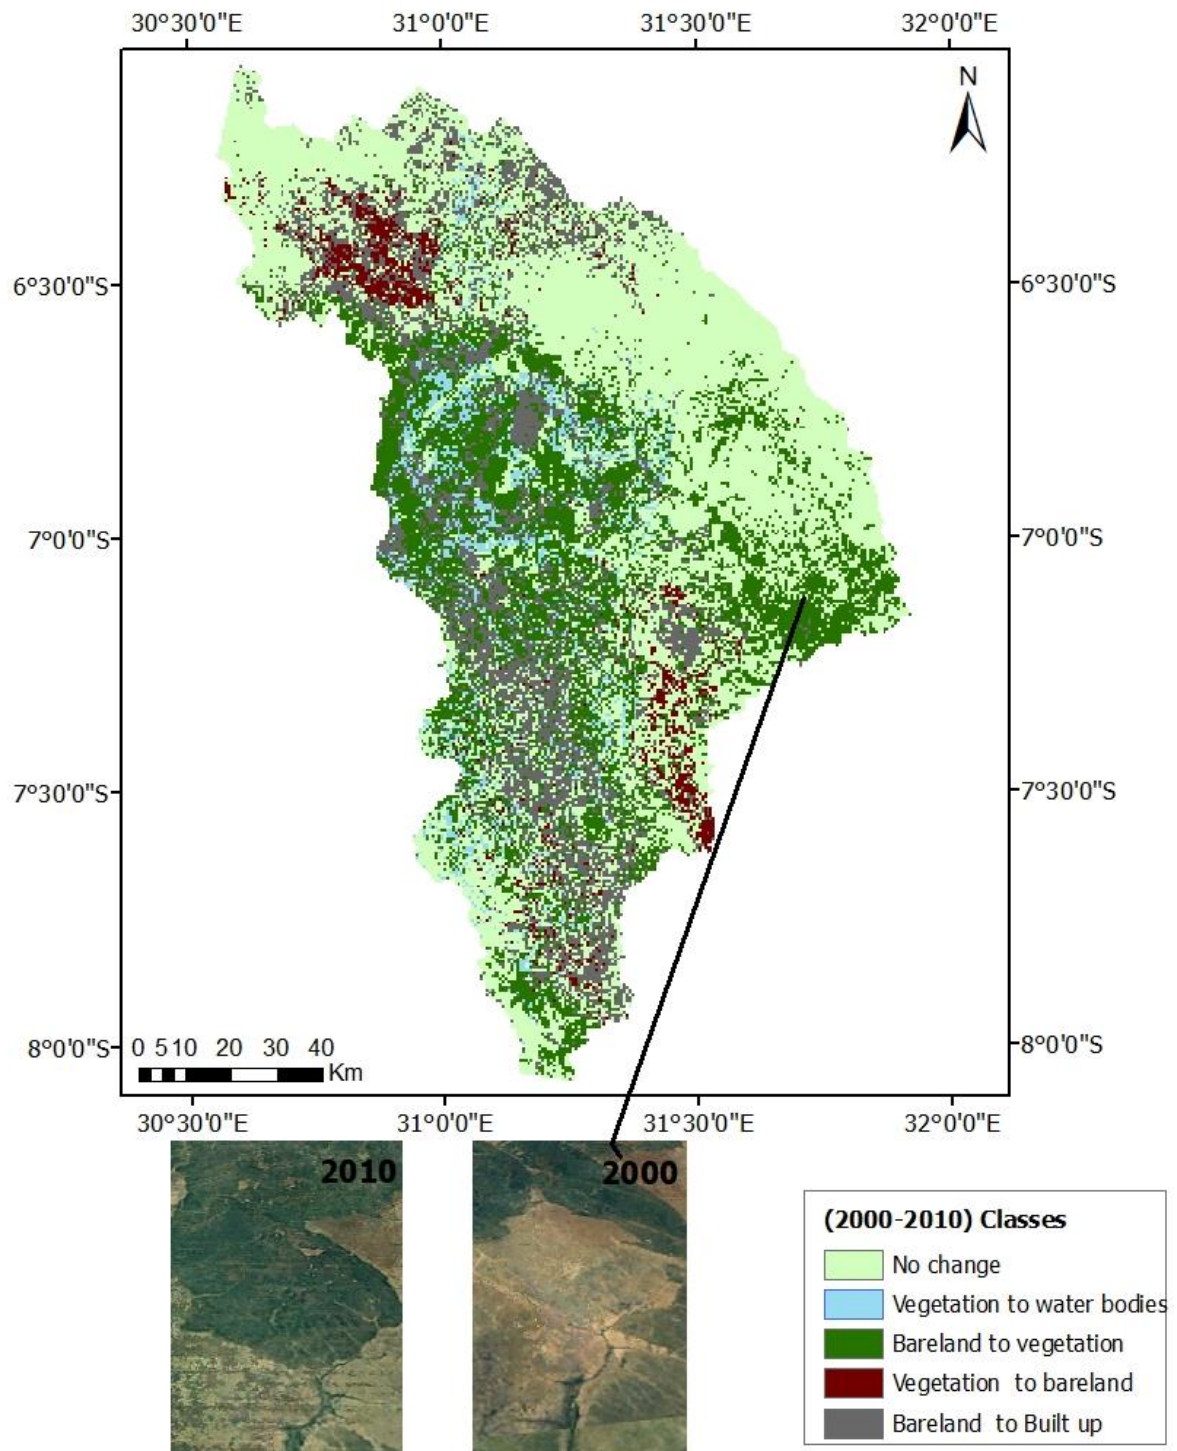 30°30'0"E 31°0'0"E 31°30'0"E 32°0'0"E
N
6°30'0"S 6°30'0"S
7°0'0"S 7°0'0"S
7°30'0"S 7°30'0"S
8°0'0"S 8°0'0"S
0 5 10 20 30 40
Km
30°30'0"E 31°0'0"E 31°30'0"E 32°0'0"E
2010 2000
(2000-2010) Classes
No change
Vegetation to water bodies
Bareland to vegetation
Vegetation to bareland
Bareland to Built up